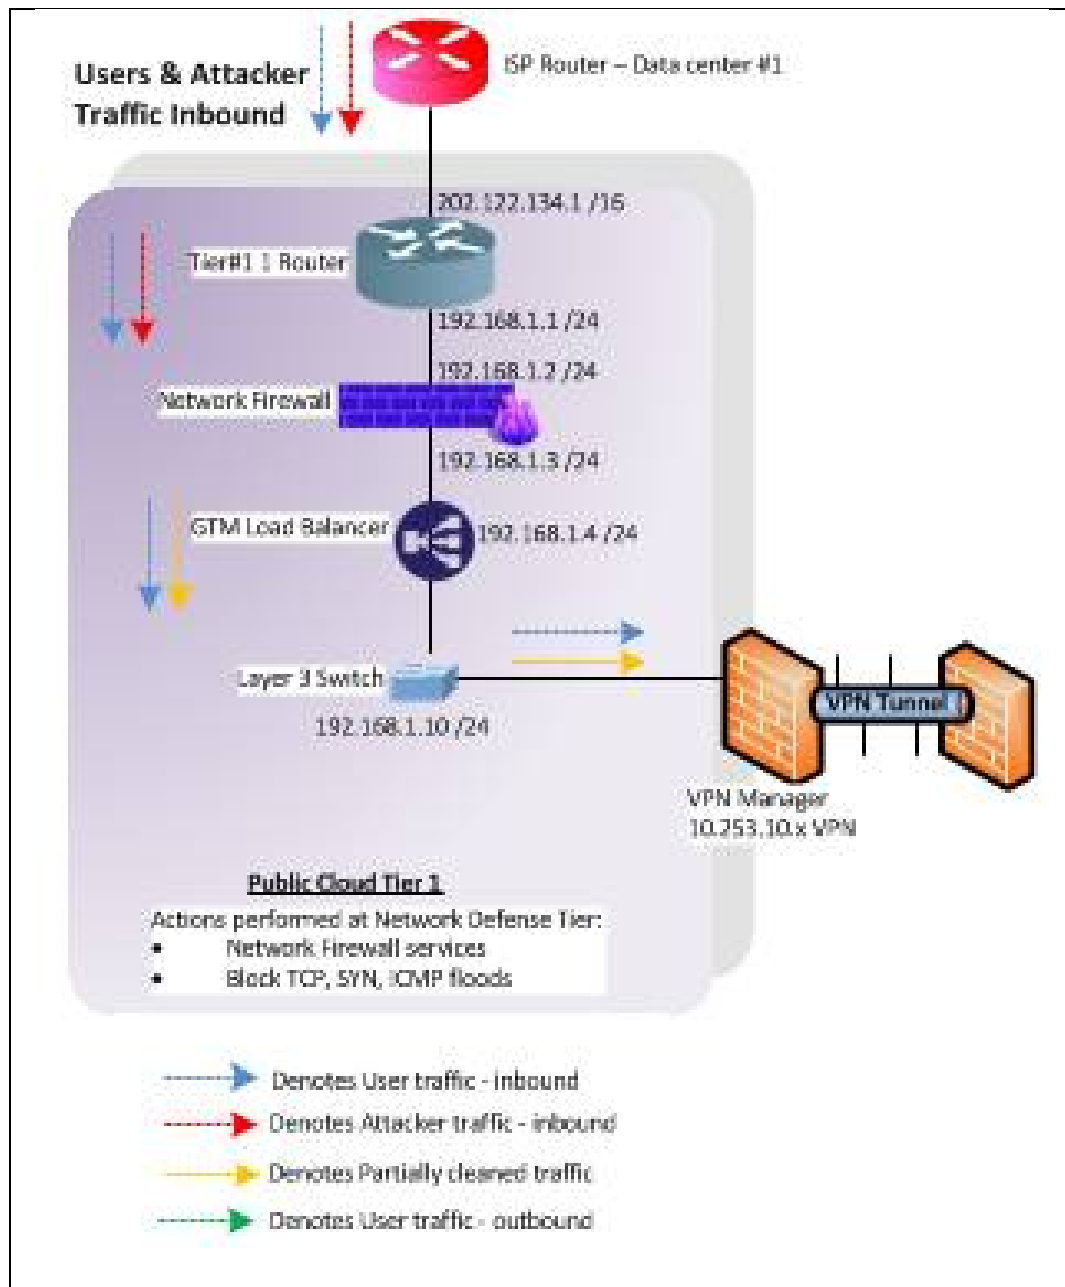 Users & Attacker
Traffic Inbound
ISP Router – Data center #1
202.122.134.1 /16
Tier#1 1 Router
192.168.1.1 /24
192.168.1.2 /24
Network Firewall
192.168.1.3 /24
GTM Load Balancer
192.168.1.4 /24
Layer 3 Switch
192.168.1.10 /24
VPN Tunnel
VPN Manager
10.253.10.x VPN
Public Cloud Tier 1
Actions performed at Network Defense Tier:
• Network Firewall services
• Block TCP, SYN, ICMP floods
Denotes User traffic - inbound
Denotes Attacker traffic - inbound
Denotes Partially cleaned traffic
Denotes User traffic - outbound